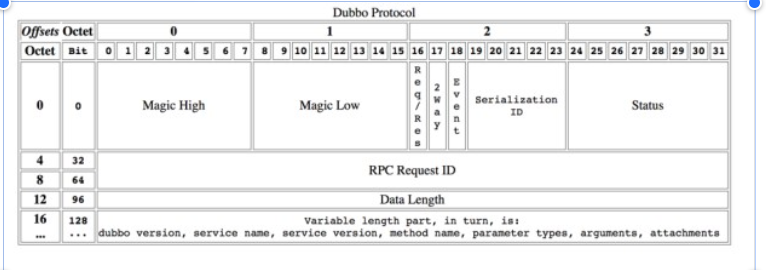 Dubbo Protocol
Offsets Octet 0 1 2 3
Octet Bit 0 1 2 3 4 5 6 7 8 9 10 11 12 13 14 15 16 17 18 19 20 21 22 23 24 25 26 27 28 29 30 31
0 0 Magic High Magic Low Req/Res 2Way Event Serialization ID Status
4 32 RPC Request ID
8 64
12 96 Data Length
16 128 Variable length part, in turn, is:
... ... dubbo version, service name, service version, method name, parameter types, arguments, attachments